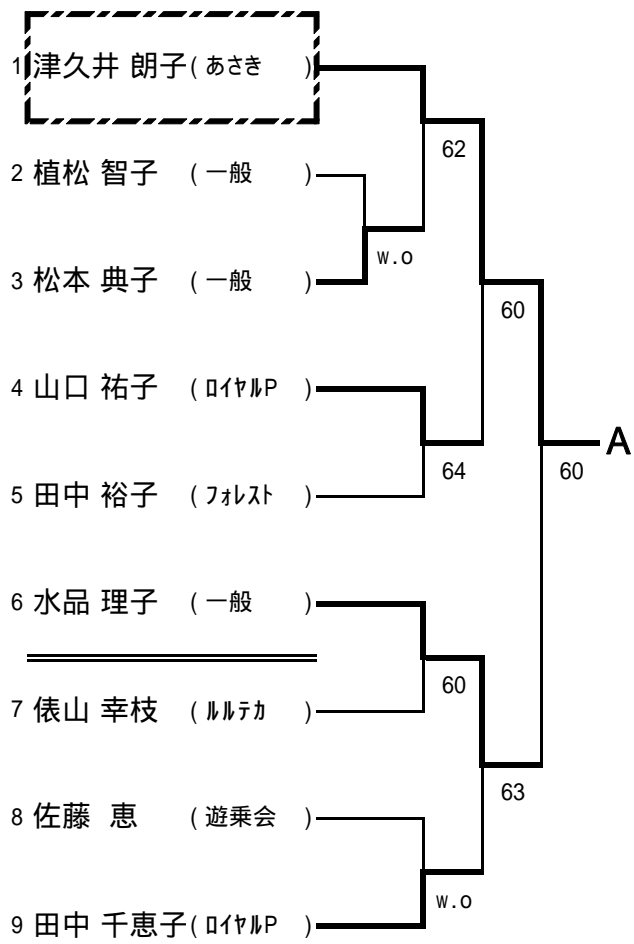 1 津久井 朗子( あさき )
62
2 植松 智子 ( 一般 )
w.o
3 松本 典子 ( 一般 )
60
4 山口 祐子 ( ﾛｲﾔﾙP )
A
64
60
5 田中 裕子 ( ﾌｫﾚｽﾄ )
6 水品 理子 ( 一般 )
60
7 俵山 幸枝 ( ﾙﾙﾃｶ )
63
8 佐藤 恵 ( 遊乗会 )
w.o
9 田中 千恵子( ﾛｲﾔﾙP )